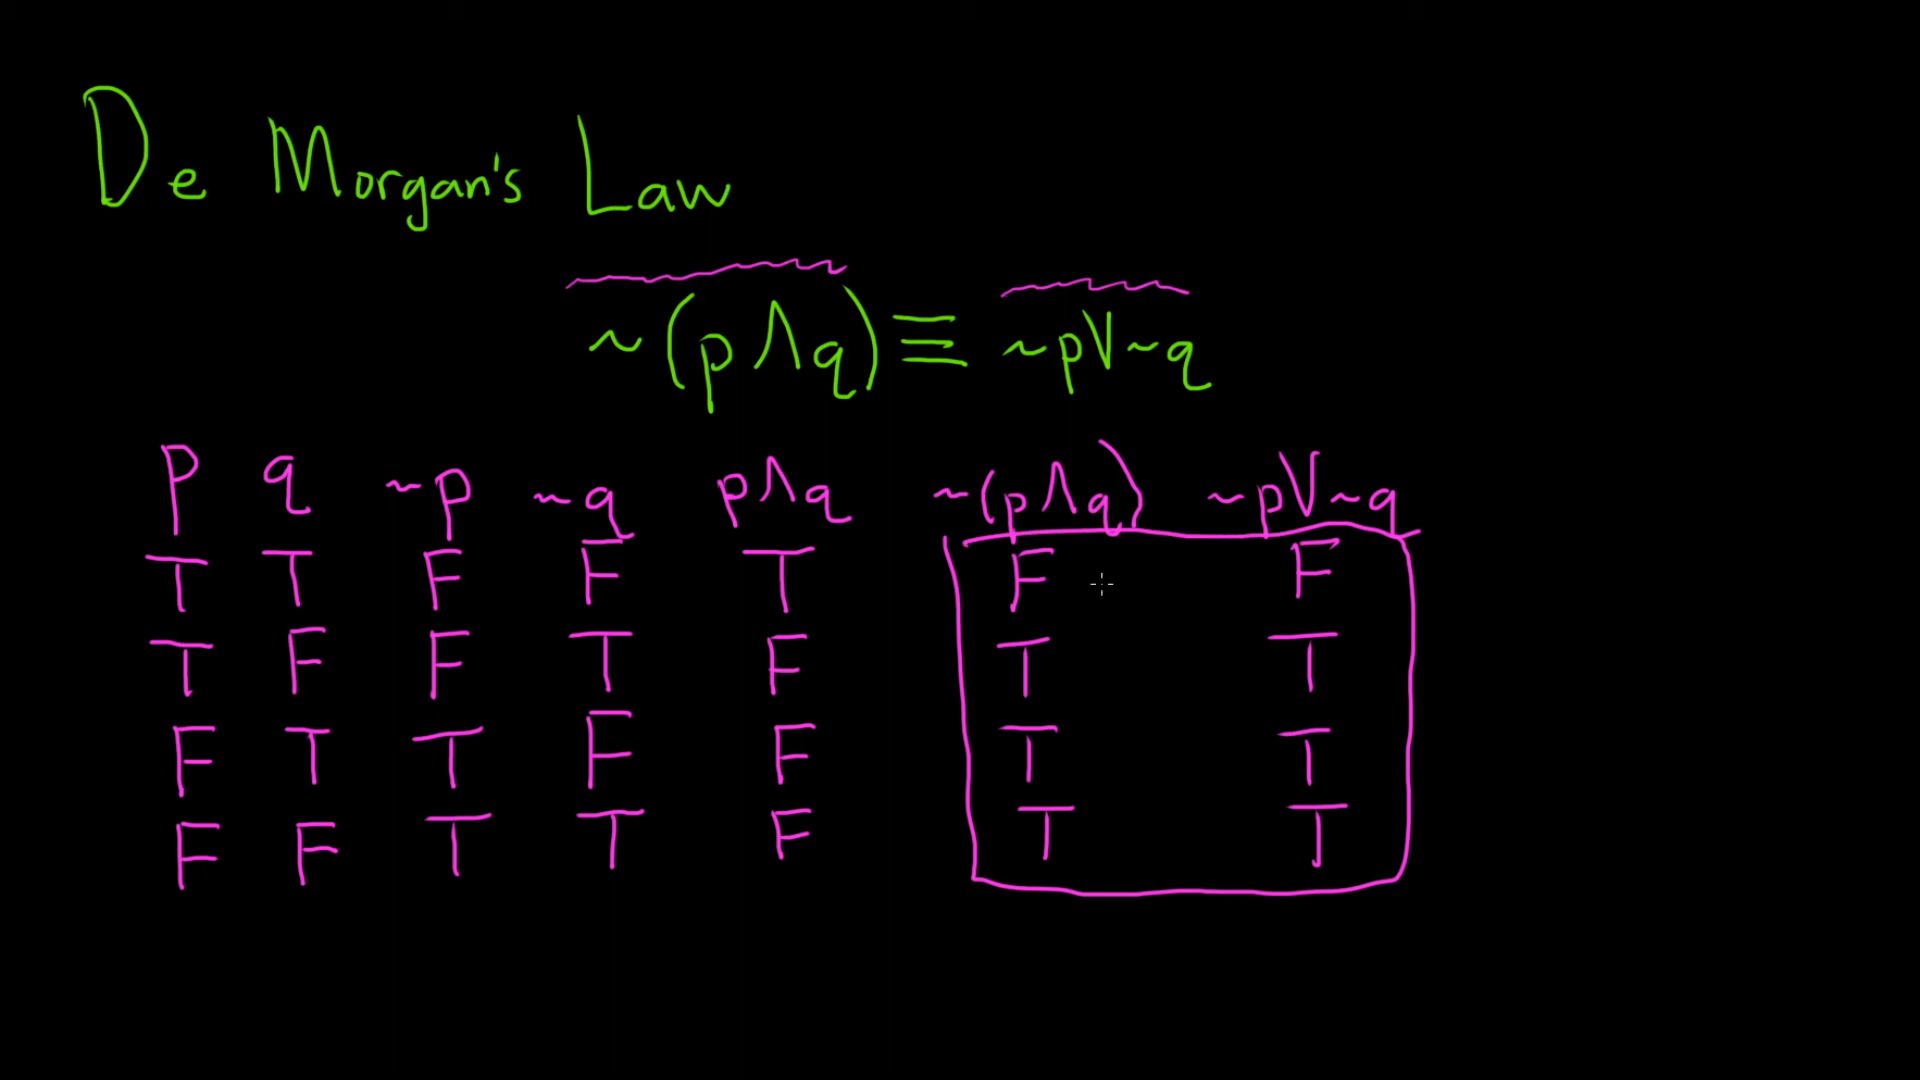 De Morgan's Law
~(p∧q)≡~p∨~q
p q ~p ~q p∧q ~(p∧q) ~p∨~q
T T F F T F F
T F F T F T T
F T T F F T T
F F T T F T T